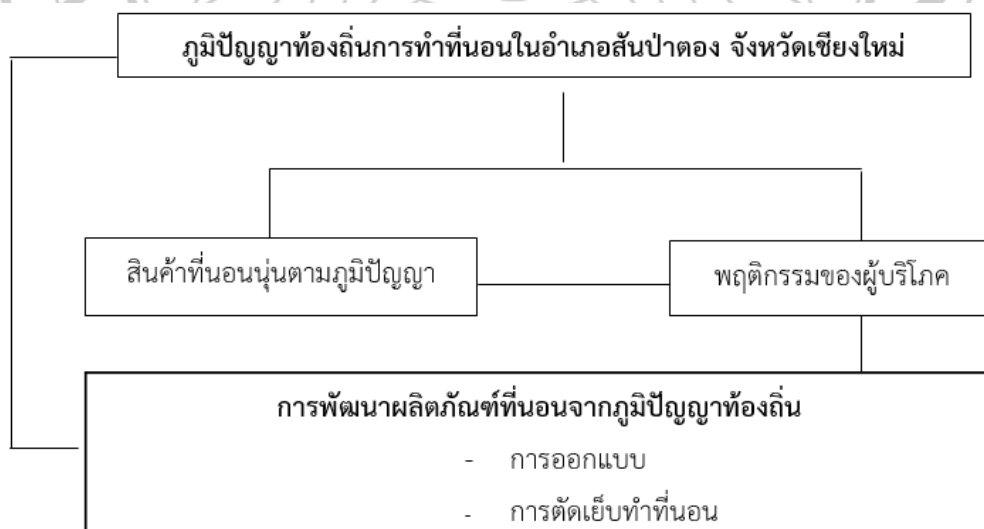 ภูมิปัญญาท้องถิ่นการทำที่นอนในอำเภอสันป่าตอง จังหวัดเชียงใหม่
สินค้าที่นอนนุ่นตามภูมิปัญญา
พฤติกรรมของผู้บริโภค
การพัฒนาผลิตภัณฑ์ที่นอนจากภูมิปัญญาท้องถิ่น
- การออกแบบ
- การตัดเย็บทำที่นอน